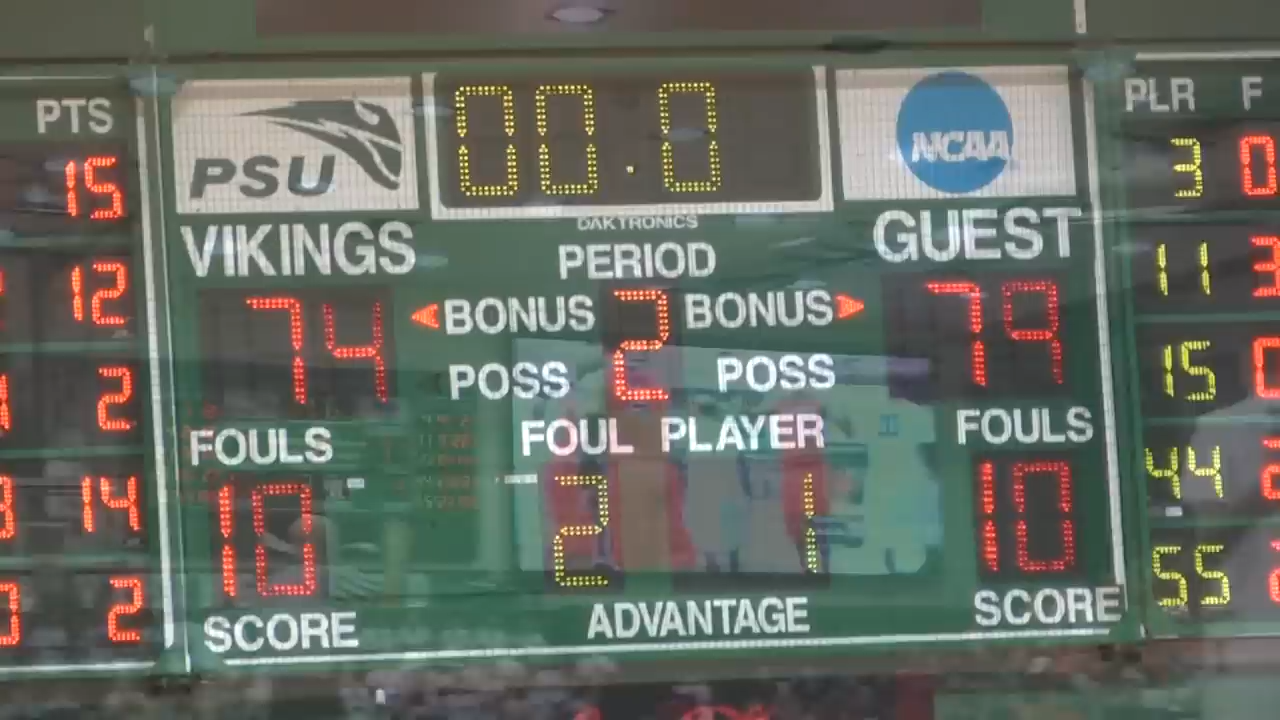 PTS
15
12
2
14
2
PSU
00.0
NCAA
DAKTRONICS
VIKINGS
PERIOD
GUEST
74
BONUS
2
BONUS
79
POSS
POSS
FOULS
FOUL PLAYER
FOULS
10
2
1
10
SCORE
ADVANTAGE
SCORE
PLR F
3 0
11 3
15 0
44
55